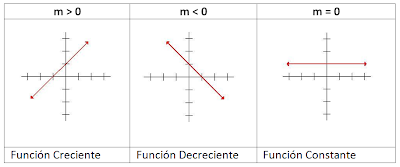 m > 0 m < 0 m = 0
Función Creciente Función Decreciente Función Constante